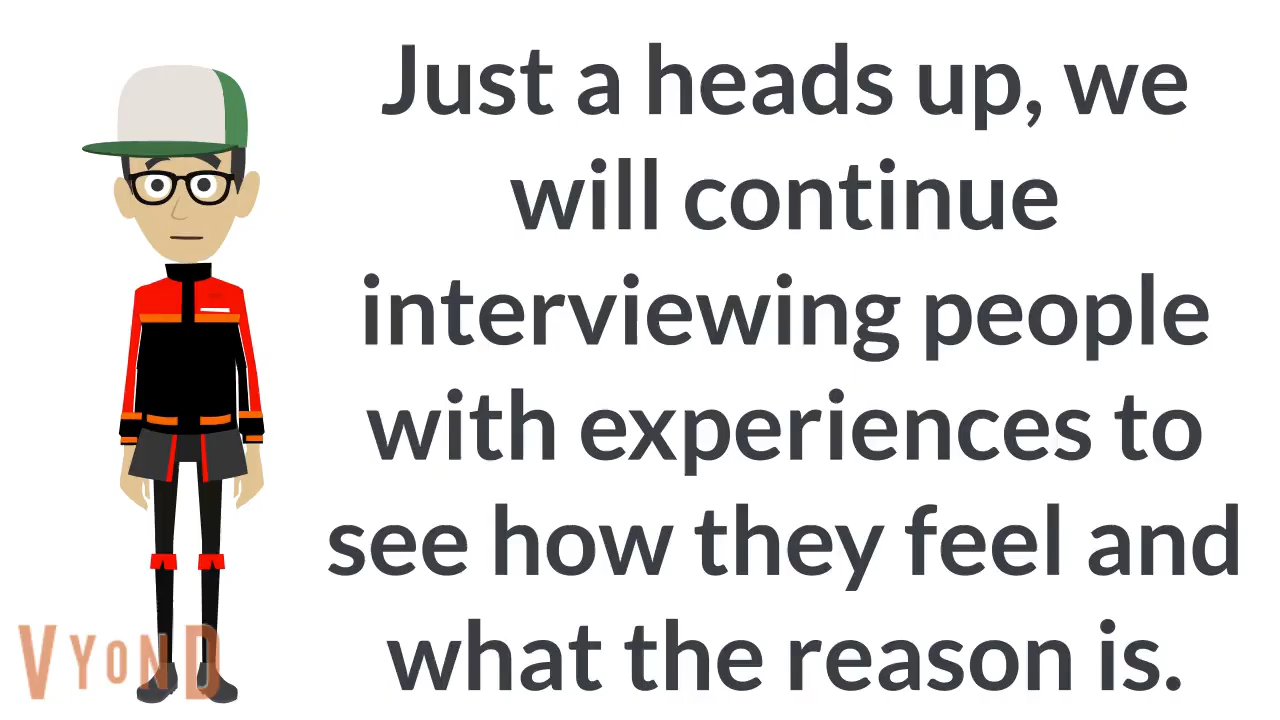 Just a heads up, we
will continue
interviewing people
with experiences to
see how they feel and
what the reason is.
VYOND